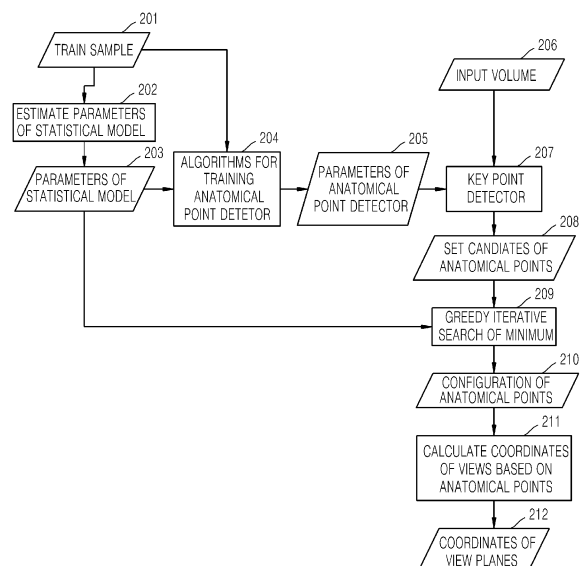 201
TRAIN SAMPLE
202
ESTIMATE PARAMETERS
OF STATISTICAL MODEL
203
PARAMETERS OF
STATISTICAL MODEL
204
ALGORITHMS FOR
TRAINING
ANATOMICAL
POINT DETETOR
205
PARAMETERS OF
ANATOMICAL
POINT DETECTOR
206
INPUT VOLUME
207
KEY POINT
DETECTOR
208
SET CANDIATES OF
ANATOMICAL POINTS
209
GREEDY ITERATIVE
SEARCH OF MINIMUM
210
CONFIGURATION OF
ANATOMICAL POINTS
211
CALCULATE COORDINATES
OF VIEWS BASED ON
ANATOMICAL POINTS
212
COORDINATES OF
VIEW PLANES